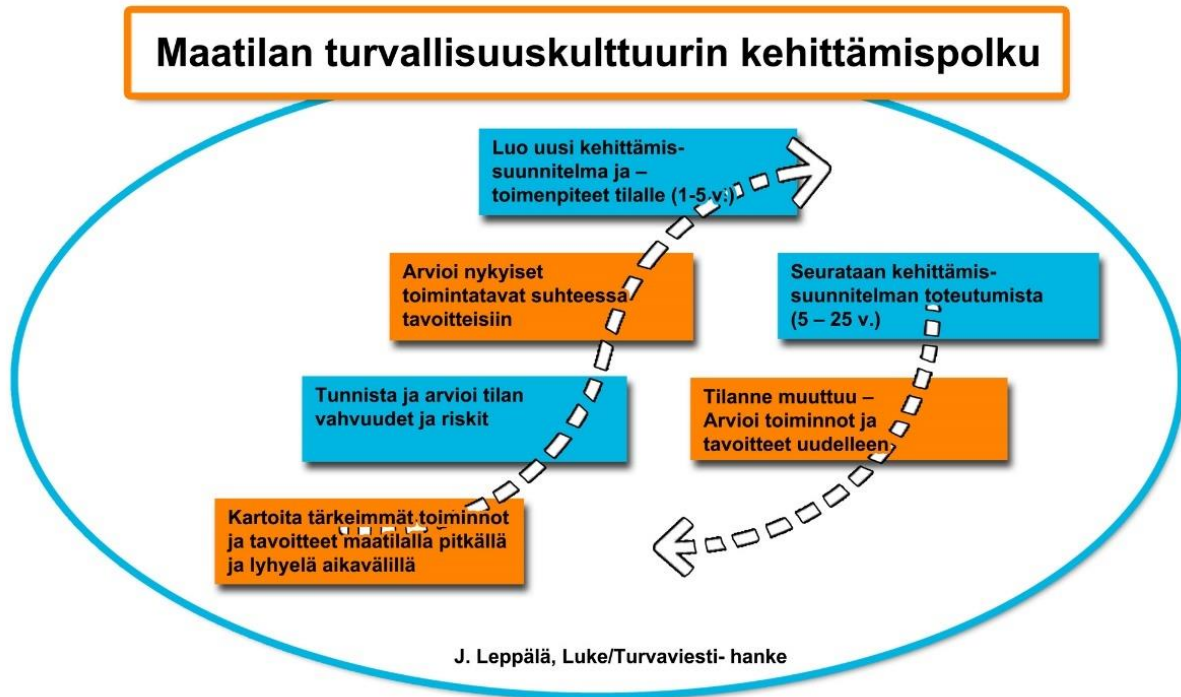 Maatilan turvallisuuskulttuurin kehittämispolku
Luo uusi kehittämis-
suunnitelma ja –
toimenpiteet tilalle (1-5 v.)
Arvioi nykyiset
toimintatavat suhteessa
tavoitteisiin
Seurataan kehittämis-
suunnitelman toteutumista
(5 – 25 v.)
Tunnista ja arvioi tilan
vahvuudet ja riskit
Tilanne muuttuu –
Arvioi toiminnot ja
tavoitteet uudelleen
Kartoita tärkeimmät toiminnot
ja tavoitteet maatilalla pitkällä
ja lyhyelä aikavälillä
J. Leppälä, Luke/Turvaviesti- hanke